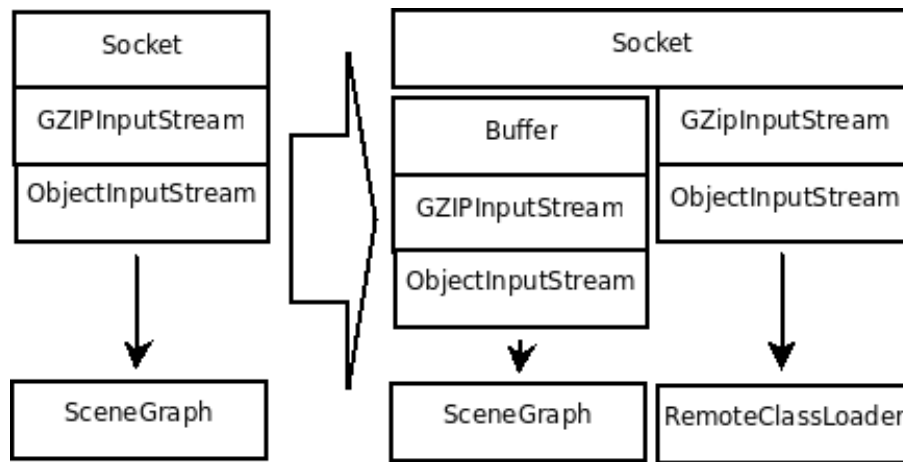 Socket
GZIPInputStream
ObjectInputStream
SceneGraph
Socket
Buffer
GZIPInputStream
ObjectInputStream
SceneGraph
GZipInputStream
ObjectInputStream
RemoteClassLoader